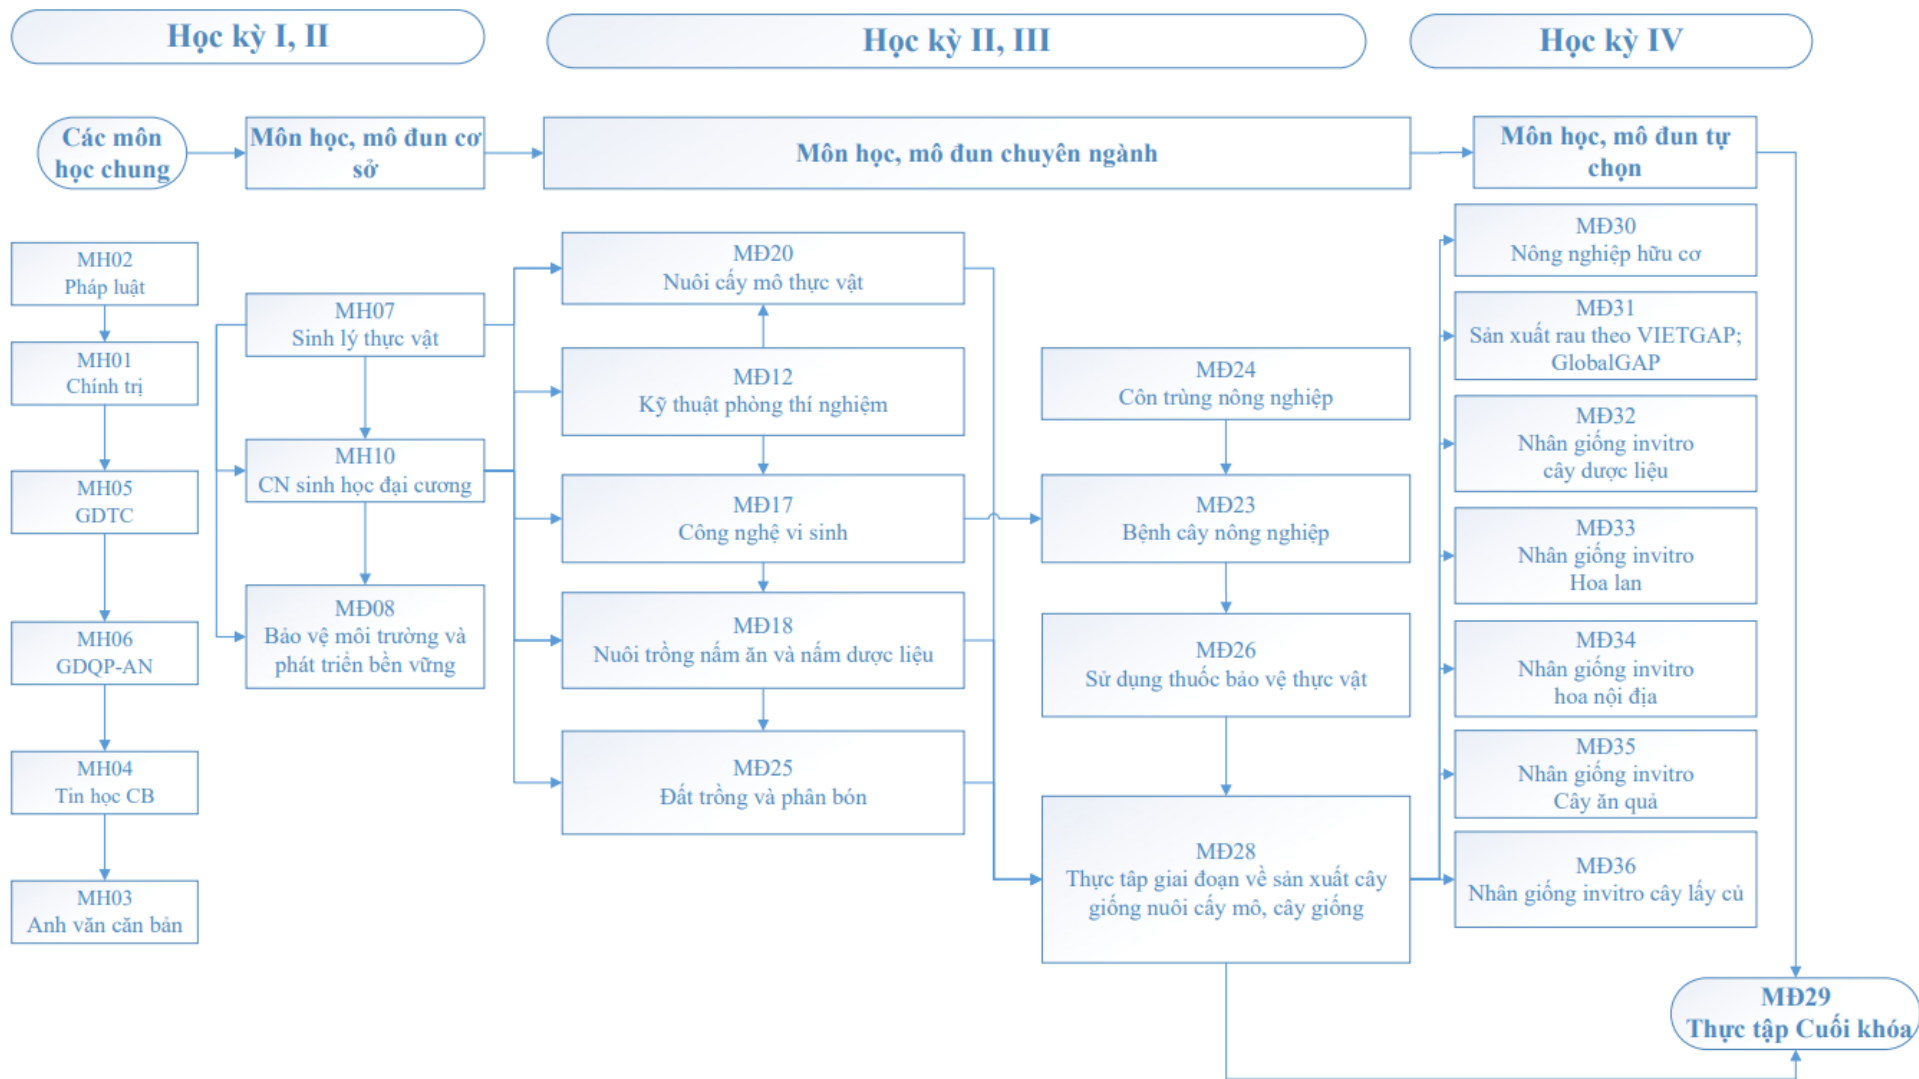 Học kỳ I, II
Học kỳ II, III
Học kỳ IV
Các môn
học chung
Môn học, mô đun cơ
sở
Môn học, mô đun chuyên ngành
Môn học, mô đun tự
chọn
MH02
Pháp luật
MH01
Chính trị
MH05
GDTC
MH06
GDQP-AN
MH04
Tin học CB
MH03
Anh văn căn bản
MH07
Sinh lý thực vật
MH10
CN sinh học đại cương
MĐ08
Bảo vệ môi trường và
phát triển bền vững
MĐ20
Nuôi cấy mô thực vật
MĐ12
Kỹ thuật phòng thí nghiệm
MĐ17
Công nghệ vi sinh
MĐ18
Nuôi trồng nấm ăn và nấm dược liệu
MĐ25
Đất trồng và phân bón
MĐ24
Côn trùng nông nghiệp
MĐ23
Bệnh cây nông nghiệp
MĐ26
Sử dụng thuốc bảo vệ thực vật
MĐ28
Thực tâp giai đoạn về sản xuất cây
giống nuôi cấy mô, cây giống
MĐ30
Nông nghiệp hữu cơ
MĐ31
Sản xuất rau theo VIETGAP;
GlobalGAP
MĐ32
Nhân giống invitro
cây dược liệu
MĐ33
Nhân giống invitro
Hoa lan
MĐ34
Nhân giống invitro
hoa nội địa
MĐ35
Nhân giống invitro
Cây ăn quả
MĐ36
Nhân giống invitro cây lấy củ
MĐ29
Thực tập Cuối khóa